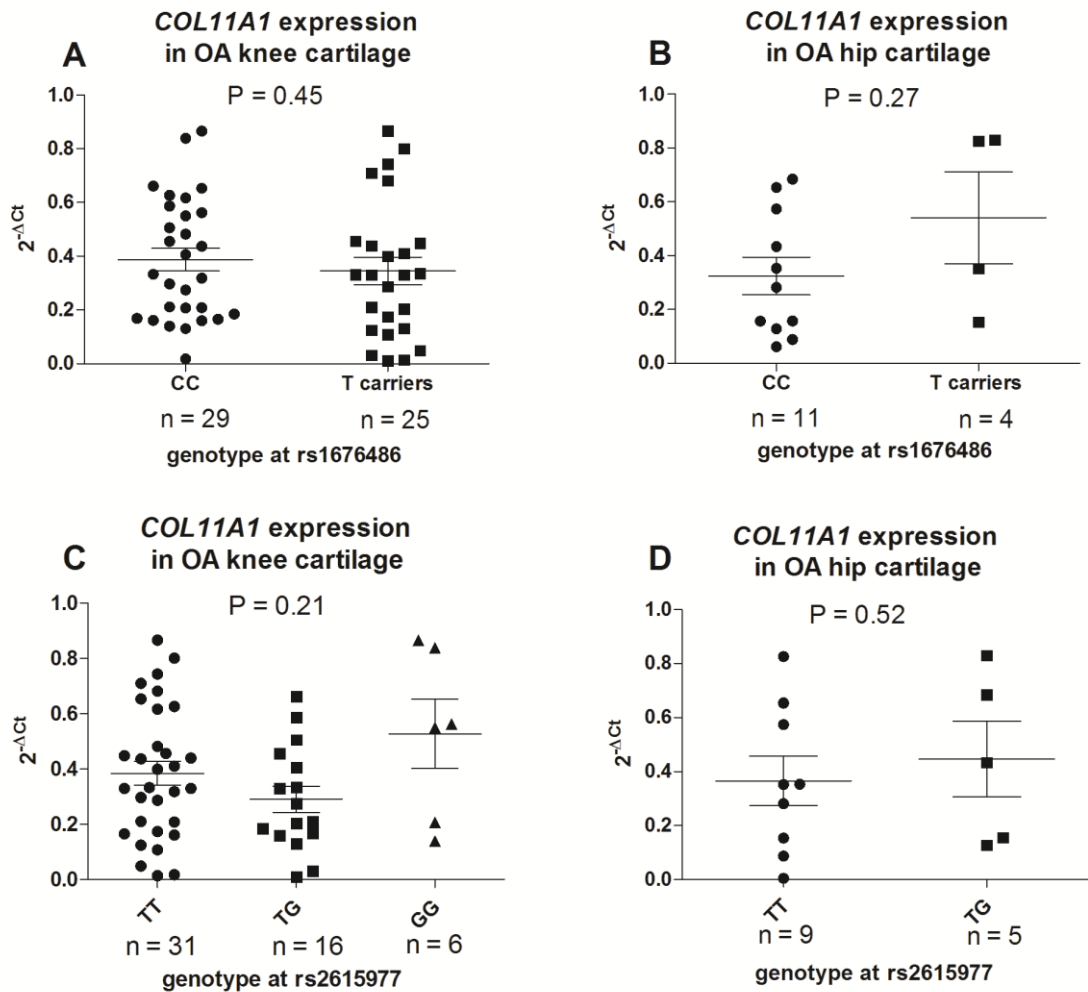 COL11A1 expression
in OA knee cartilage
A
P = 0.45
1.0
0.8
0.6
0.4
0.2
0.0
2-ΔCt
CC
T carriers
n = 29
n = 25
genotype at rs1676486
COL11A1 expression
in OA hip cartilage
B
P = 0.27
1.0
0.8
0.6
0.4
0.2
0.0
2-ΔCt
CC
T carriers
n = 11
n = 4
genotype at rs1676486
COL11A1 expression
in OA knee cartilage
C
P = 0.21
1.0
0.8
0.6
0.4
0.2
0.0
2-ΔCt
TT
TG
GG
n = 31
n = 16
n = 6
genotype at rs2615977
COL11A1 expression
in OA hip cartilage
D
P = 0.52
1.0
0.8
0.6
0.4
0.2
0.0
2-ΔCt
TT
TG
n = 9
n = 5
genotype at rs2615977